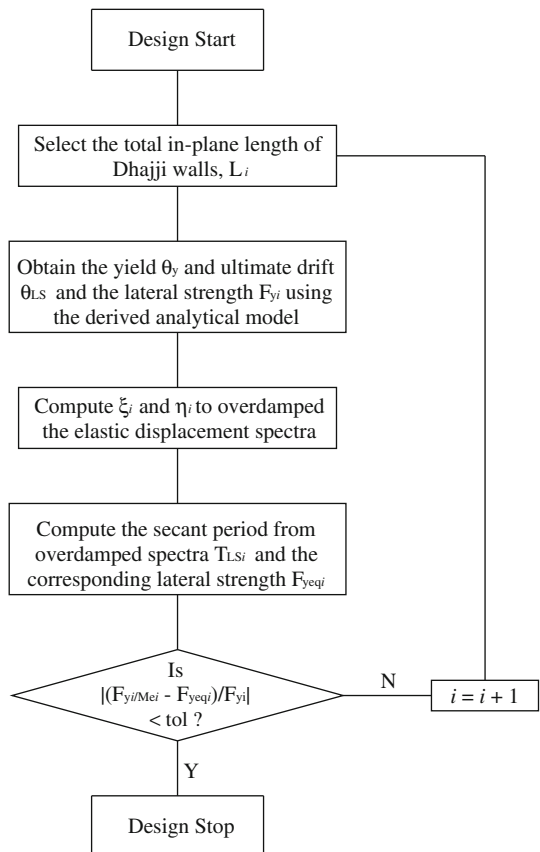 Design Start
Select the total in-plane length of
Dhajji walls, L i
Obtain the yield θy and ultimate drift
θLS and the lateral strength Fyi using
the derived analytical model
Compute ξi and ηi to overdamped
the elastic displacement spectra
Compute the secant period from
overdamped spectra TLSi and the
corresponding lateral strength Fyeqi
Is
|(Fyi/Mei - Fyeqi)/Fyi|
< tol ?
N
i = i + 1
Y
Design Stop